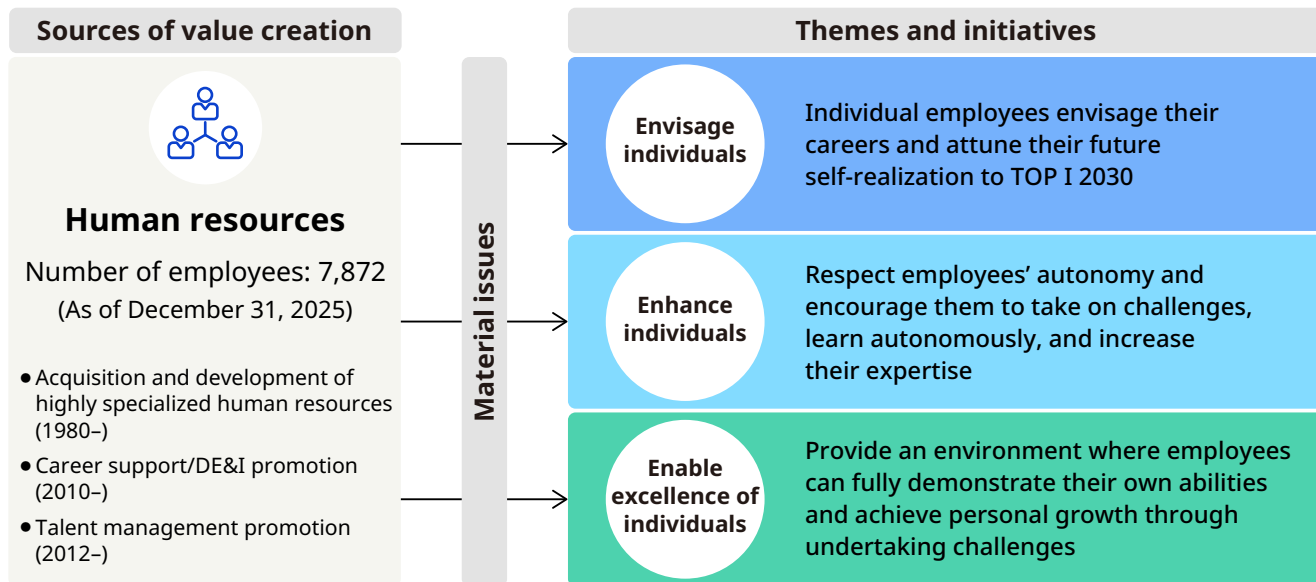 Sources of value creation
Human resources
Number of employees: 7,872
(As of December 31, 2025)
● Acquisition and development of
highly specialized human resources
(1980–)
● Career support/DE&I promotion
(2010–)
● Talent management promotion
(2012–)
Material issues
Themes and initiatives
Envisage
individuals
Individual employees envisage their
careers and attune their future
self-realization to TOP I 2030
Enhance
individuals
Respect employees’ autonomy and
encourage them to take on challenges,
learn autonomously, and increase
their expertise
Enable
excellence of
individuals
Provide an environment where employees
can fully demonstrate their own abilities
and achieve personal growth through
undertaking challenges